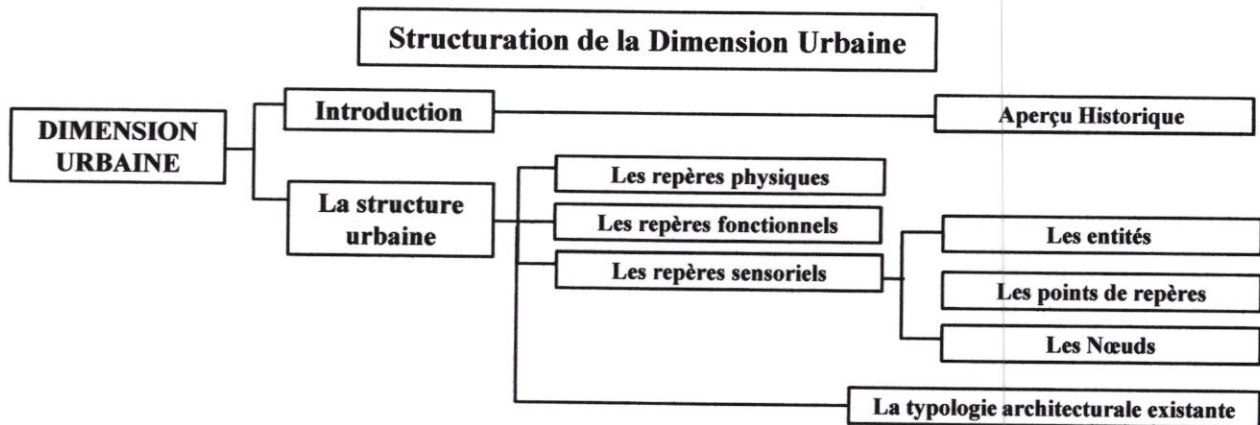 Structuration de la Dimension Urbaine
Introduction
Aperçu Historique
DIMENSION
URBAINE
Les repères physiques
La structure
urbaine
Les repères fonctionnels
Les repères sensoriels
Les entités
Les points de repères
Les Nœuds
La typologie architecturale existante